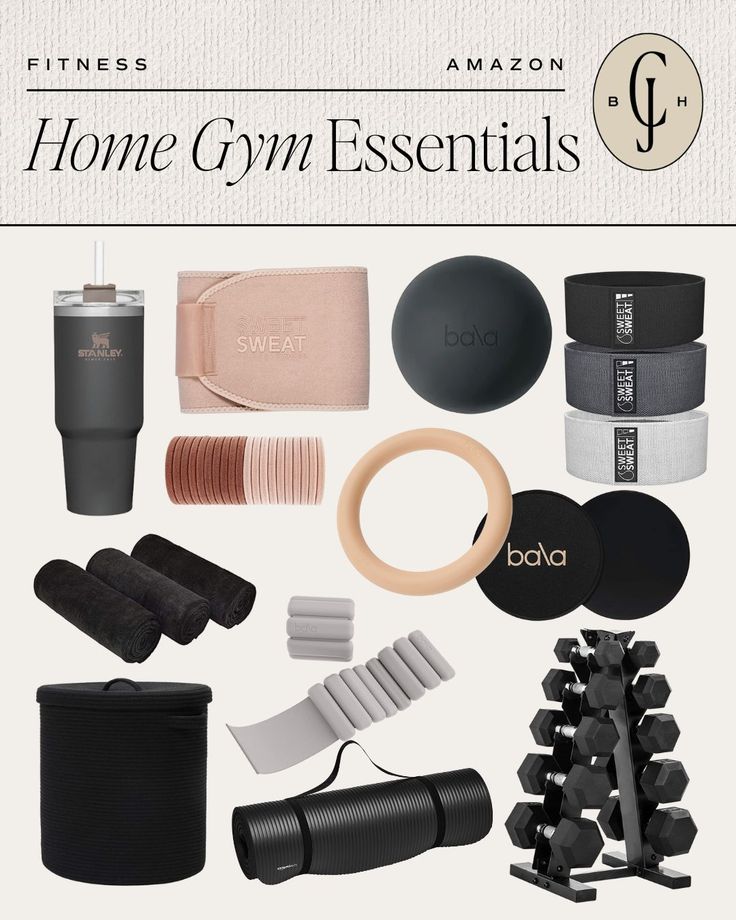 FITNESS
AMAZON
B CJ H
Home Gym Essentials
STANLEY
SWEET
SWEAT
bala
SWEET
SWEAT
SWEET
SWEAT
SWEET
SWEAT
bala
bala